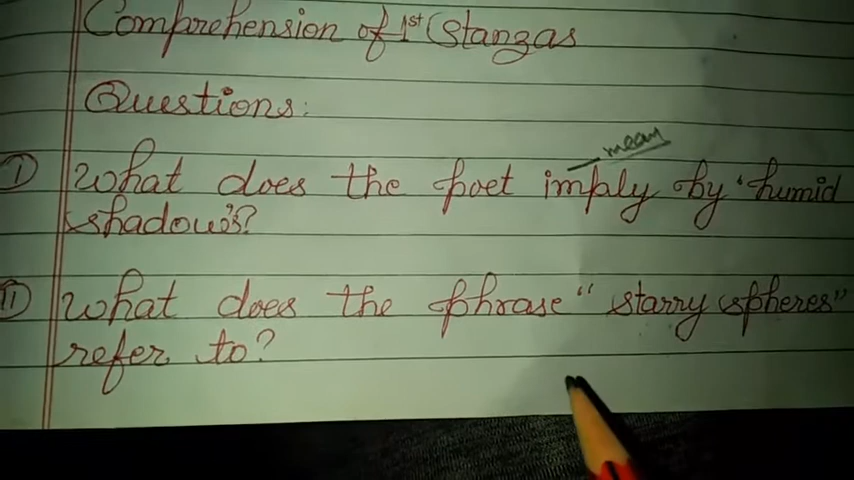 Comprehension of 1st Stanzas
Questions:
I What does the poet imply by "humid
mean
shadows"?
II What does the phrase "starry spheres"
refer to?